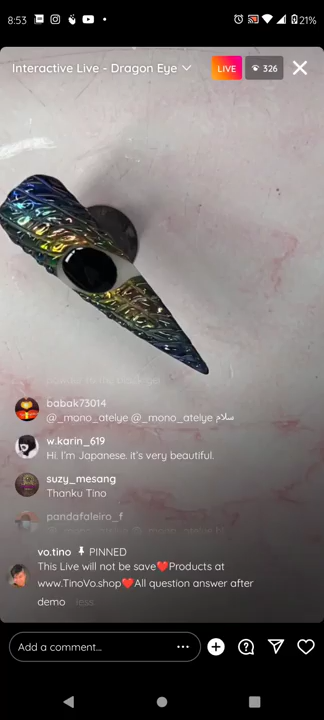 8:53
21%
Interactive Live - Dragon Eye
LIVE
326
babak73014
@_mono_atelye @_mono_atelye سلام
w.karin_619
Hi. I'm Japanese. it's very beautiful.
suzy_mesang
Thanku Tino
pandafaleiro_f
vo.tino PINNED
This Live will not be save❤️Products at
www.TinoVo.shop❤️All question answer after
demo less
Add a comment...